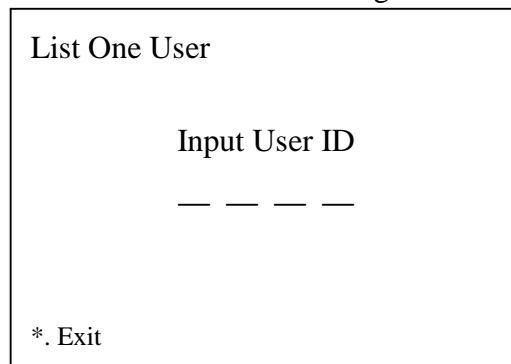 List One User
Input User ID
— — — —
*. Exit